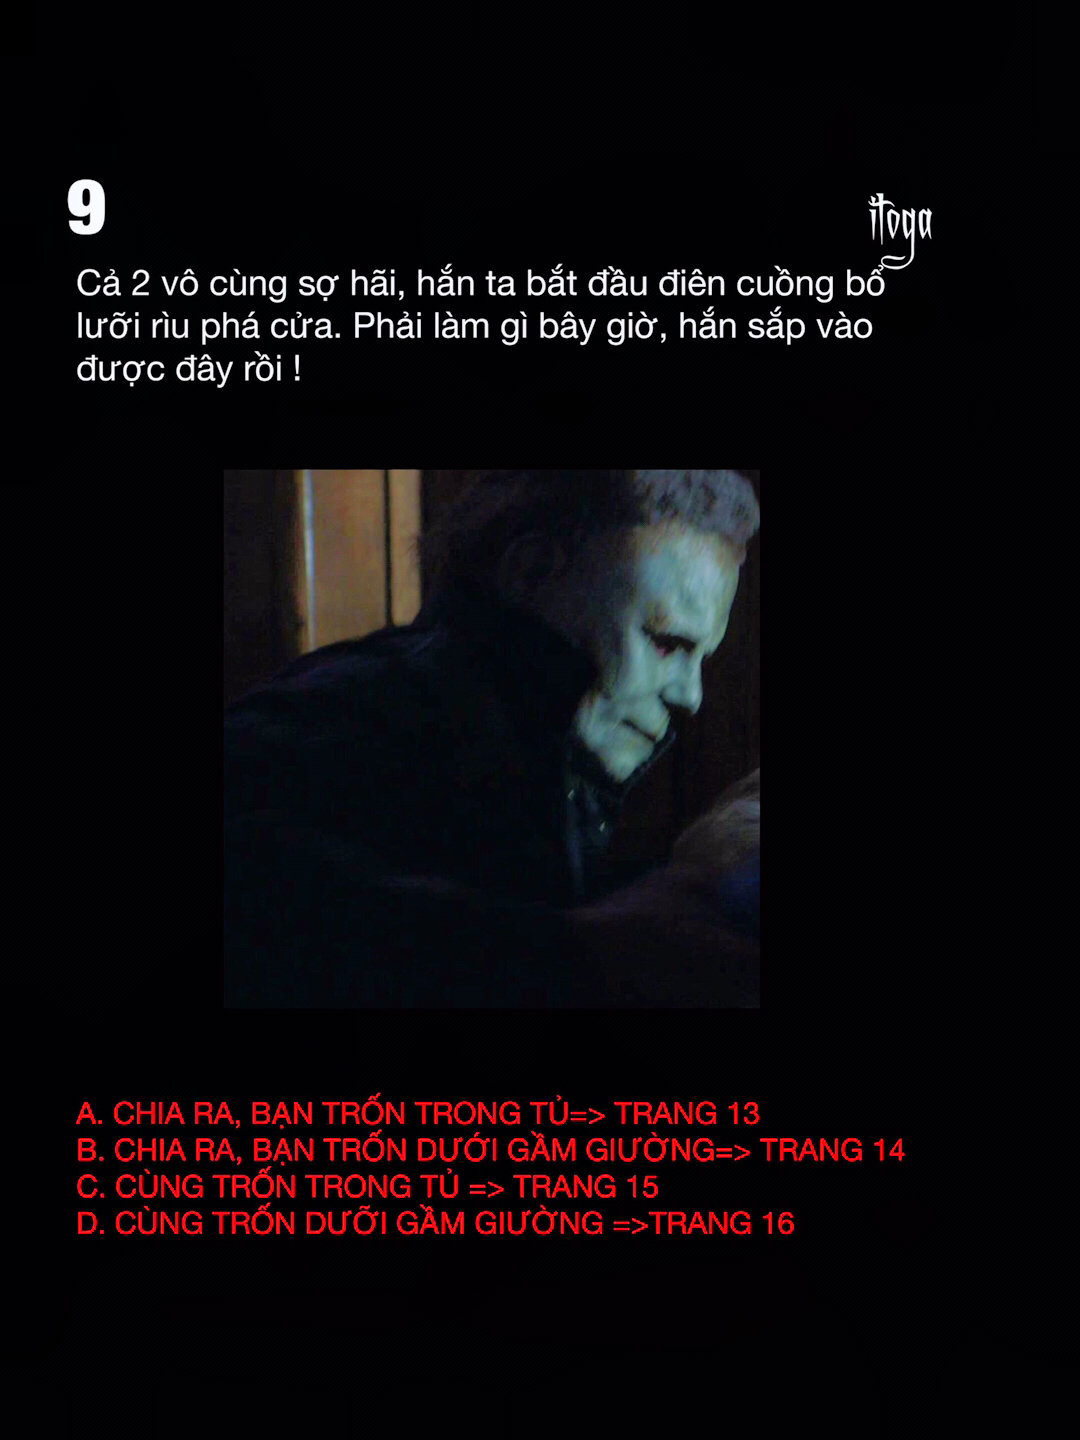 9
itoga
Cả 2 vô cùng sợ hãi, hắn ta bắt đầu điên cuồng bổ
lưỡi rìu phá cửa. Phải làm gì bây giờ, hắn sắp vào
được đây rồi !
A. CHIA RA, BẠN TRỐN TRONG TỦ=> TRANG 13
B. CHIA RA, BẠN TRỐN DƯỚI GẦM GIƯỜNG=> TRANG 14
C. CÙNG TRỐN TRONG TỦ => TRANG 15
D. CÙNG TRỐN DƯỠI GẦM GIƯỜNG =>TRANG 16